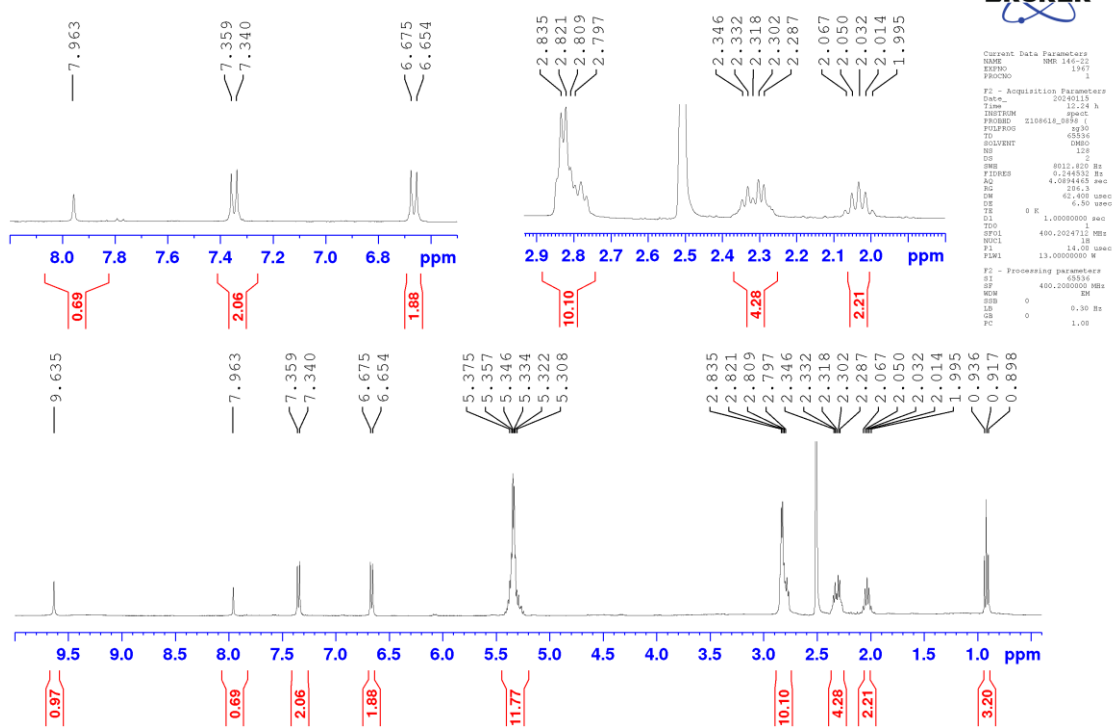 BRUKER
7.963
7.359
7.340
6.675
6.654
2.835
2.821
2.809
2.797
2.346
2.332
2.318
2.302
2.287
2.067
2.050
2.032
2.014
1.995
8.0 7.8 7.6 7.4 7.2 7.0 6.8 ppm
0.69
2.06
1.88
2.9 2.8 2.7 2.6 2.5 2.4 2.3 2.2 2.1 2.0 ppm
10.10
4.28
2.21
Current Data Parameters
NAME NMR 146-22
EXPNO 1967
PROCNO 1
F2 - Acquisition Parameters
Date_ 20240115
Time 12.24 h
INSTRUM spect
PROBHD Z108618_0898 (
PULPROG zg30
TD 65536
SOLVENT DMSO
NS 128
DS 2
SWH 8012.820 Hz
FIDRES 0.244532 Hz
AQ 4.0894465 sec
RG 206.3
DW 62.400 usec
DE 6.50 usec
TE 0 K
D1 1.00000000 sec
TD0 1
SFO1 400.2024712 MHz
NUC1 1H
P1 14.00 usec
PLW1 13.00000000 W
F2 - Processing parameters
SI 65536
SF 400.2000000 MHz
WDW EM
SSB 0
LB 0.30 Hz
GB 0
PC 1.00
9.635
7.963
7.359
7.340
6.675
6.654
5.375
5.357
5.346
5.334
5.322
5.308
2.835
2.821
2.809
2.797
2.346
2.332
2.318
2.302
2.287
2.067
2.050
2.032
2.014
1.995
0.936
0.917
0.898
9.5 9.0 8.5 8.0 7.5 7.0 6.5 6.0 5.5 5.0 4.5 4.0 3.5 3.0 2.5 2.0 1.5 1.0 ppm
0.97
0.69
2.06
1.88
11.77
10.10
4.28
2.21
3.20